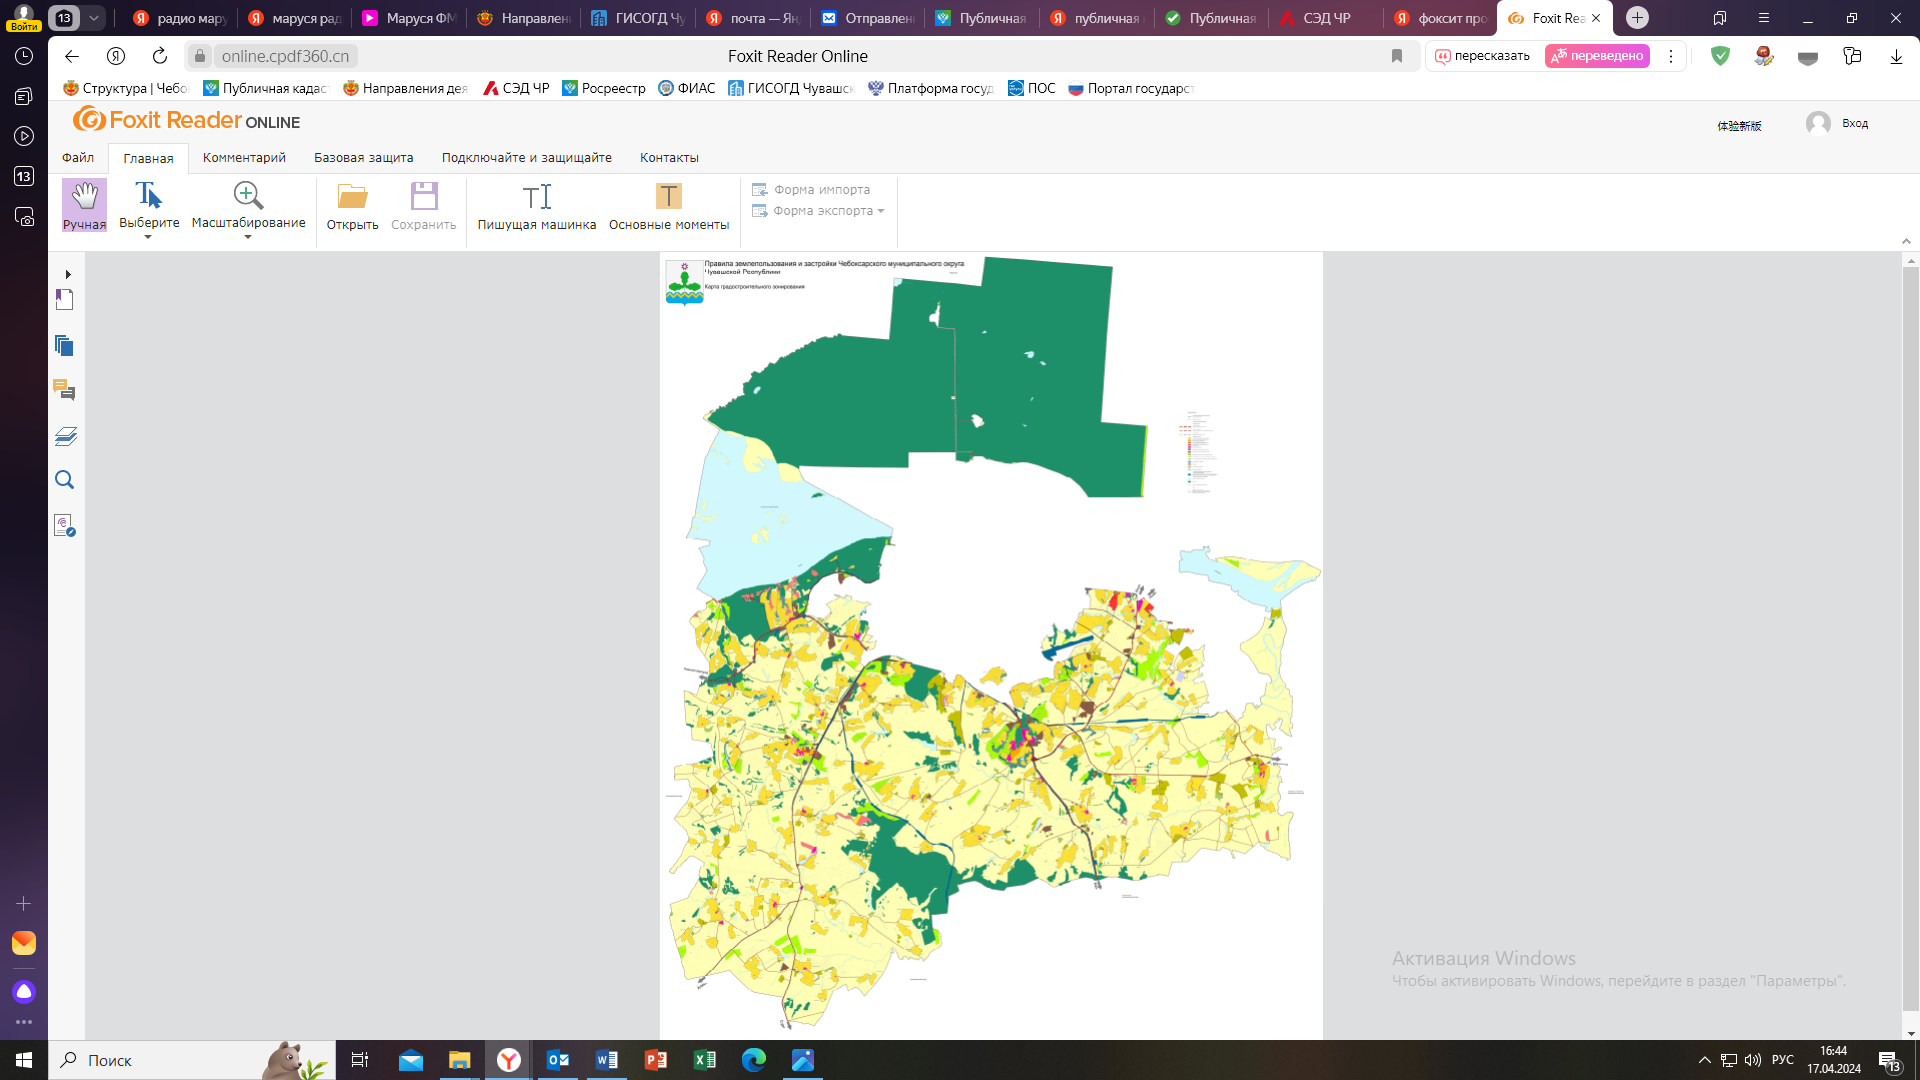 Войти
13
радио мару
маруся рад
Маруся ФМ
Направлен
ГИСОГД Чу
почта — Ян
Отправлен
Публичная
публичная
Публичная
СЭД ЧР
фоксит про
Foxit Rea
online.cpdf360.cn
Foxit Reader Online
пересказать
переведено
Структура | Чебо
Публичная кадас
Направления дея
СЭД ЧР
Росреестр
ФИАС
ГИСОГД Чувашск
Платформа госуд
ПОС
Портал государст
Foxit Reader ONLINE
体验新版
Вход
Файл
Главная
Комментарий
Базовая защита
Подключайте и защищайте
Контакты
Ручная
Выберите
Масштабирование
Открыть
Сохранить
Пишущая машинка
Основные моменты
Форма импорта
Форма экспорта
13
Правила землепользования и застройки Чебоксарского муниципального округа
Чувашской Республики
Карта градостроительного зонирования
Активация Windows
Чтобы активировать Windows, перейдите в раздел "Параметры".
Поиск
РУС
16:44
17.04.2024
13